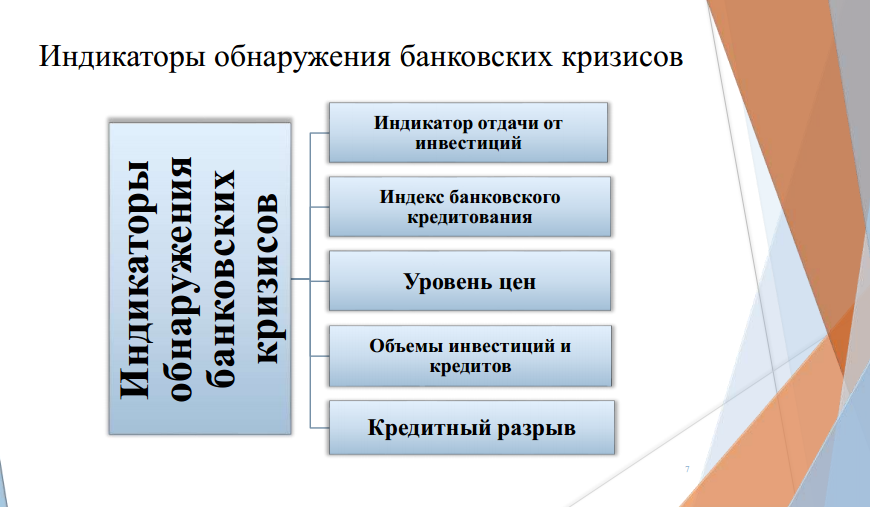 Индикаторы обнаружения банковских кризисов
Индикаторы
обнаружения
банковских
кризисов
Индикатор отдачи от
инвестиций
Индекс банковского
кредитования
Уровень цен
Объемы инвестиций и
кредитов
Кредитный разрыв
7